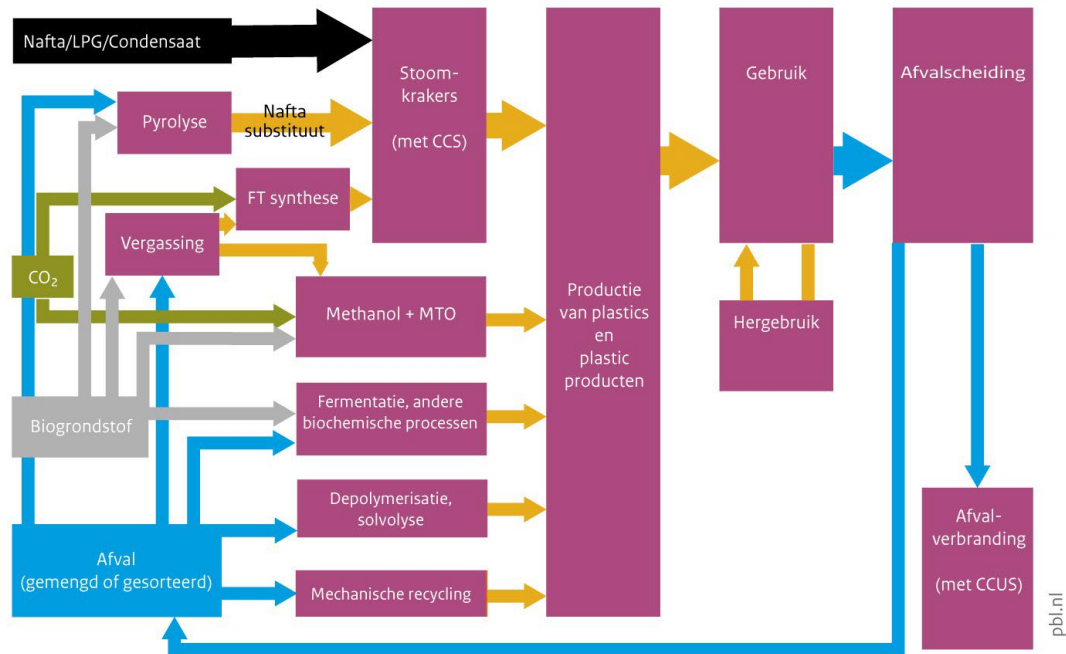 Nafta/LPG/Condensaat
Stoom-
krakers
(met CCS)
Gebruik
Afvalscheiding
Pyrolyse
Nafta
substituut
FT synthese
Vergassing
CO₂
Methanol + MTO
Productie
van plastics
en
plastic
producten
Hergebruik
Biogrondstof
Fermentatie, andere
biochemische processen
Depolymerisatie,
solvolyse
Afval
(gemengd of gesorteerd)
Mechanische recycling
Afval-
verbranding
(met CCUS)
pbl.nl